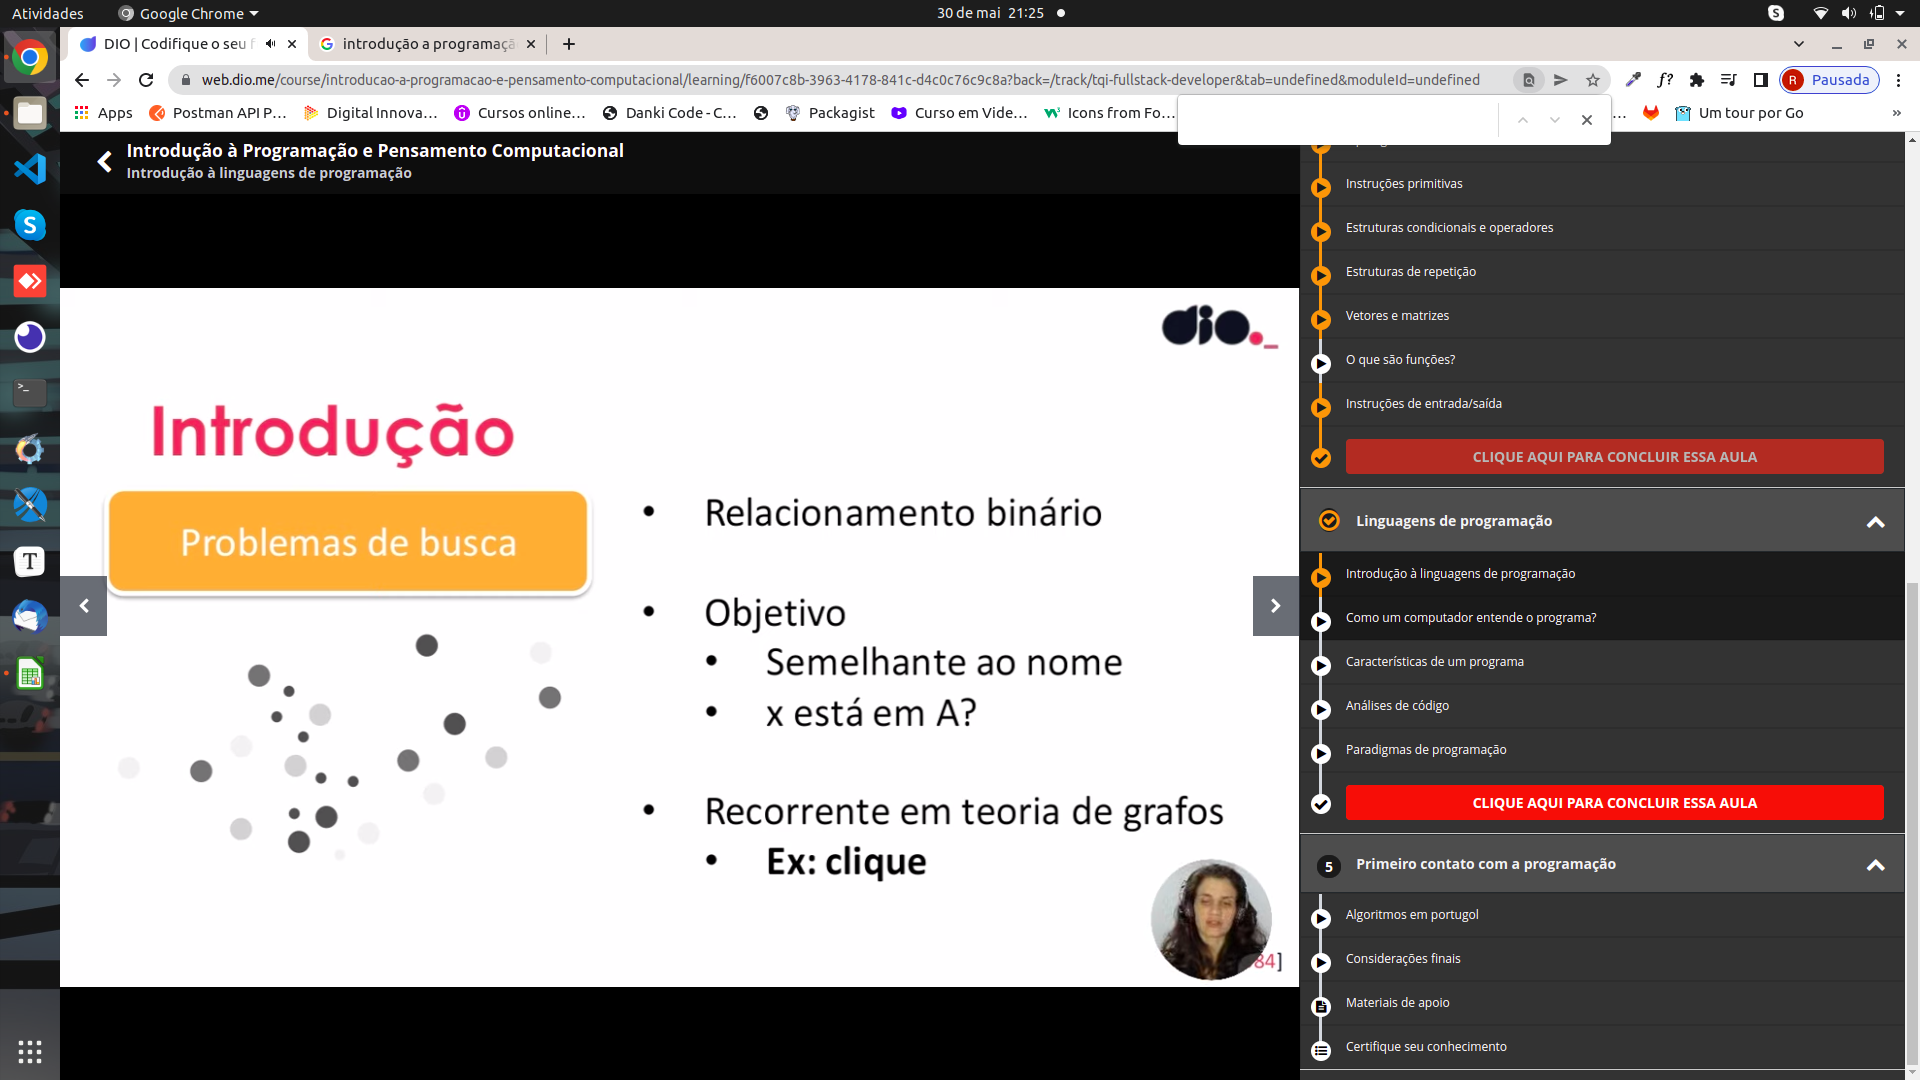 Atividades
Google Chrome
30 de mai 21:25
DIO | Codifique o seu f
introdução a programaçã
web.dio.me/course/introducao-a-programacao-e-pensamento-computacional/learning/f6007c8b-3963-4178-841c-d4c0c76c9c8a?back=/track/tqi-fullstack-developer&tab=undefined&moduleId=undefined
f?
R Pausada
Apps
Postman API P...
Digital Innova...
Cursos online...
Danki Code - C...
Packagist
Curso em Vide...
Icons from Fo...
Um tour por Go
»
Introdução à Programação e Pensamento Computacional
Introdução à linguagens de programação
dio._
Introdução
Problemas de busca
• Relacionamento binário
• Objetivo
• Semelhante ao nome
• x está em A?
• Recorrente em teoria de grafos
• Ex: clique
84]
Instruções primitivas
Estruturas condicionais e operadores
Estruturas de repetição
Vetores e matrizes
O que são funções?
Instruções de entrada/saída
CLIQUE AQUI PARA CONCLUIR ESSA AULA
Linguagens de programação
Introdução à linguagens de programação
Como um computador entende o programa?
Características de um programa
Análises de código
Paradigmas de programação
CLIQUE AQUI PARA CONCLUIR ESSA AULA
5 Primeiro contato com a programação
Algoritmos em portugol
Considerações finais
Materiais de apoio
Certifique seu conhecimento